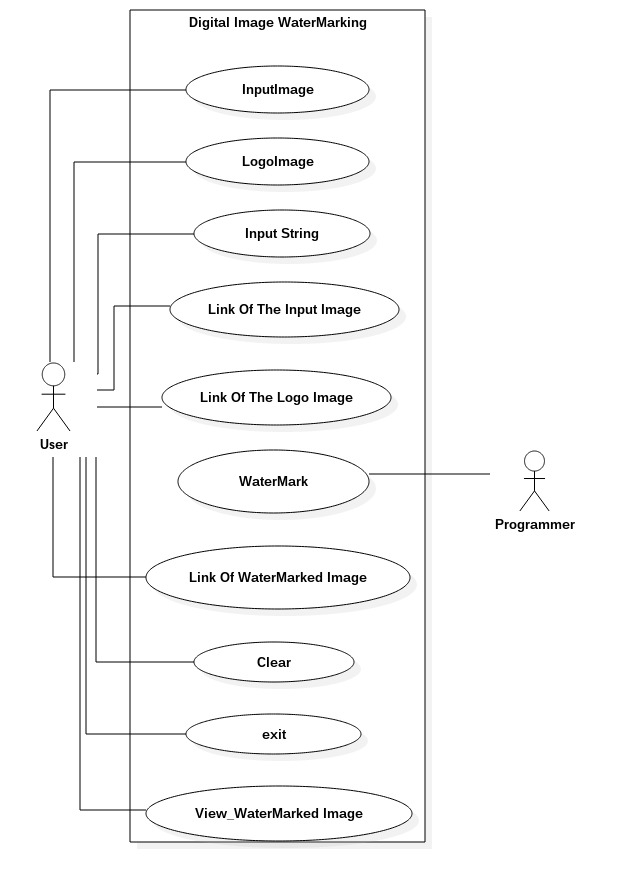 Digital Image WaterMarking
InputImage
LogoImage
Input String
Link Of The Input Image
Link Of The Logo Image
User
WaterMark
Programmer
Link Of WaterMarked Image
Clear
exit
View_WaterMarked Image